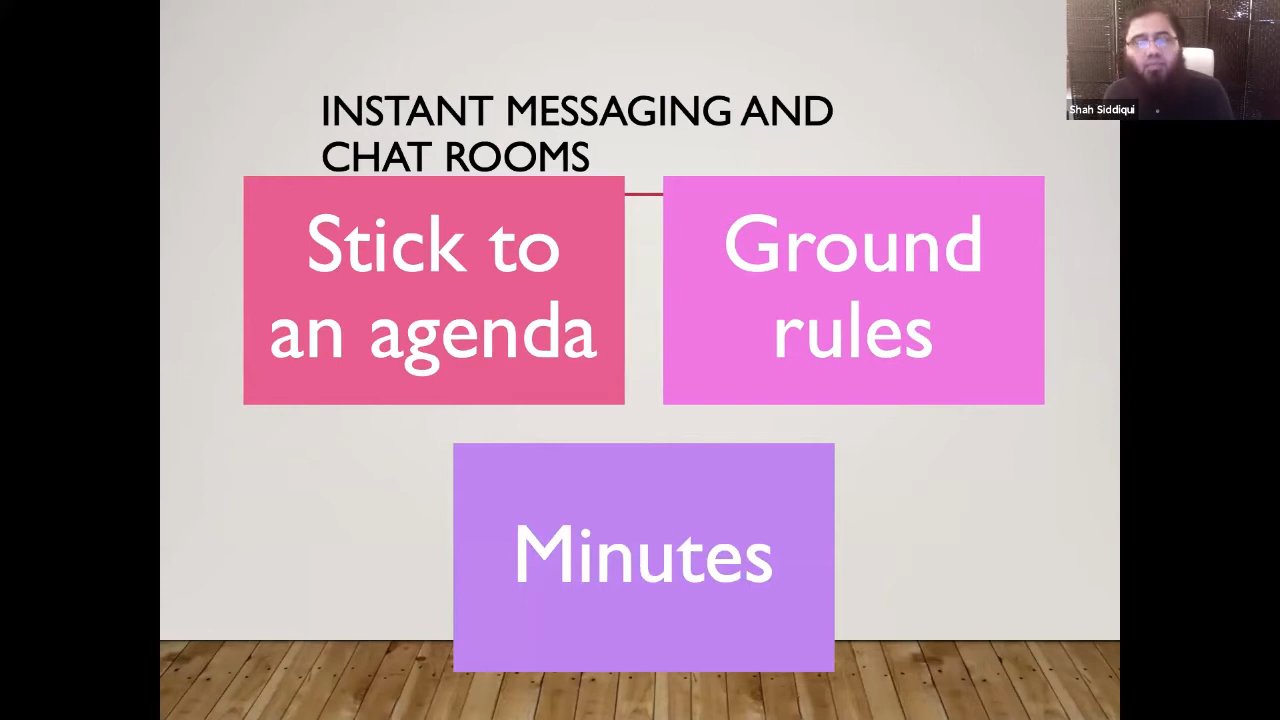 INSTANT MESSAGING AND
CHAT ROOMS
Stick to
an agenda
Ground
rules
Minutes
Shah Siddiqui